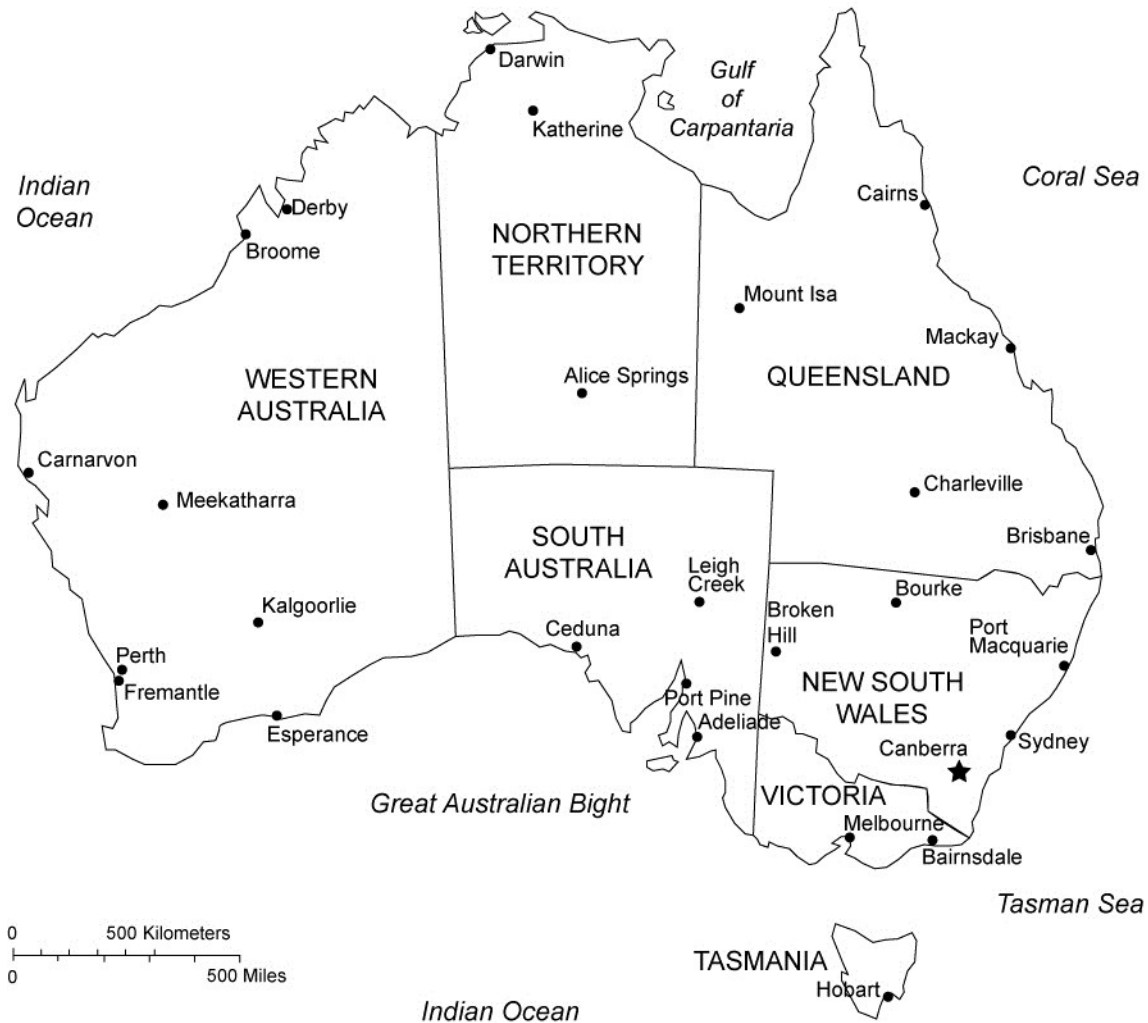 Darwin
Gulf
of
Carpantaria
Katherine
Indian
Ocean
Coral Sea
Cairns
Derby
Broome
NORTHERN
TERRITORY
Mount Isa
Mackay
WESTERN
AUSTRALIA
Alice Springs
QUEENSLAND
Carnarvon
Meekatharra
Charleville
SOUTH
AUSTRALIA
Brisbane
Leigh
Creek
Bourke
Kalgoorlie
Broken
Hill
Ceduna
Port
Macquarie
Perth
Fremantle
Port Pine
NEW SOUTH
WALES
Adeliade
Esperance
Sydney
Canberra
Great Australian Bight
VICTORIA
Melbourne
Bairnsdale
Tasman Sea
0 500 Kilometers
0 500 Miles
TASMANIA
Hobart
Indian Ocean